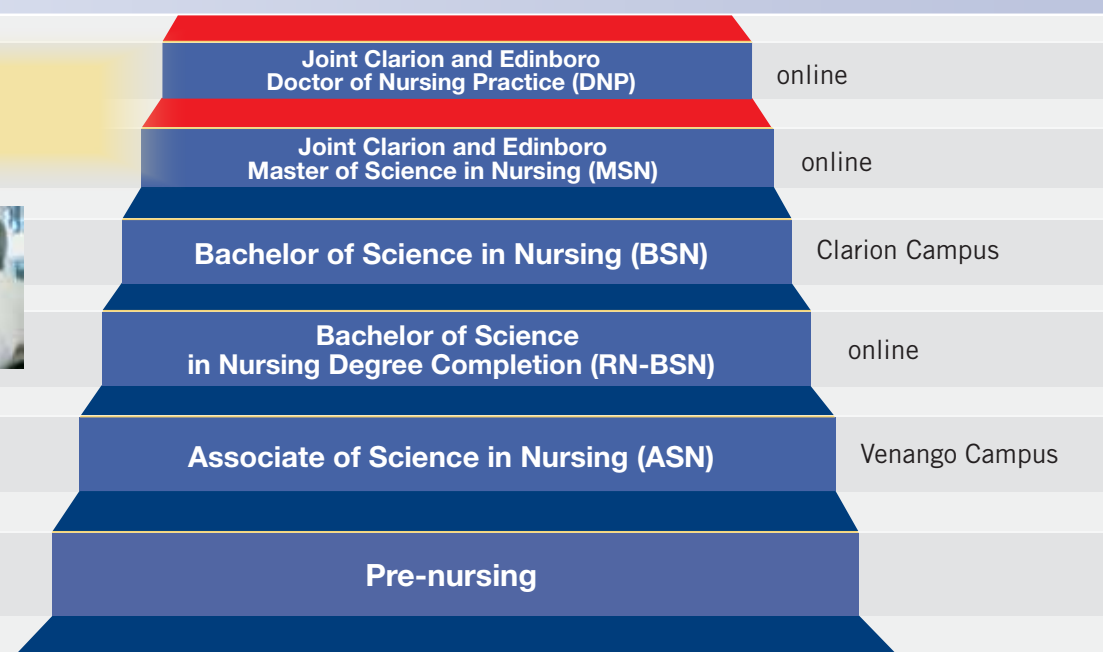 Joint Clarion and Edinboro
Doctor of Nursing Practice (DNP)
online
Joint Clarion and Edinboro
Master of Science in Nursing (MSN)
online
Bachelor of Science in Nursing (BSN)
Clarion Campus
Bachelor of Science
in Nursing Degree Completion (RN-BSN)
online
Associate of Science in Nursing (ASN)
Venango Campus
Pre-nursing